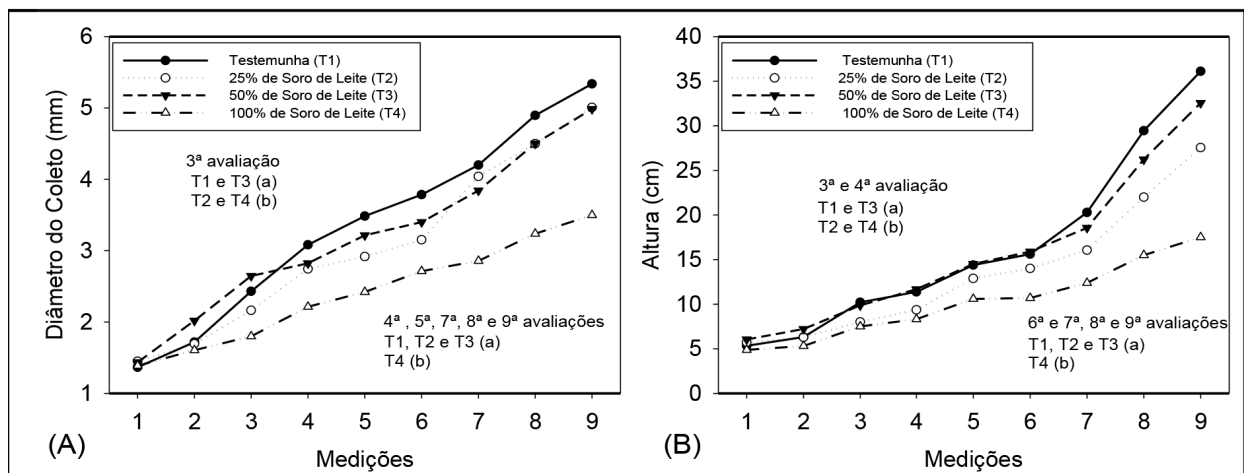 Diâmetro do Coleto (mm)
6
5
4
3
2
1
Testemunha (T1)
25% de Soro de Leite (T2)
50% de Soro de Leite (T3)
100% de Soro de Leite (T4)
3ª avaliação
T1 e T3 (a)
T2 e T4 (b)
4ª , 5ª, 7ª, 8ª e 9ª avaliações
T1, T2 e T3 (a)
T4 (b)
1 2 3 4 5 6 7 8 9
(A)
Medições
Altura (cm)
40
35
30
25
20
15
10
5
0
Testemunha (T1)
25% de Soro de Leite (T2)
50% de Soro de Leite (T3)
100% de Soro de Leite (T4)
3ª e 4ª avaliação
T1 e T3 (a)
T2 e T4 (b)
6ª e 7ª, 8ª e 9ª avaliações
T1, T2 e T3 (a)
T4 (b)
1 2 3 4 5 6 7 8 9
(B)
Medições